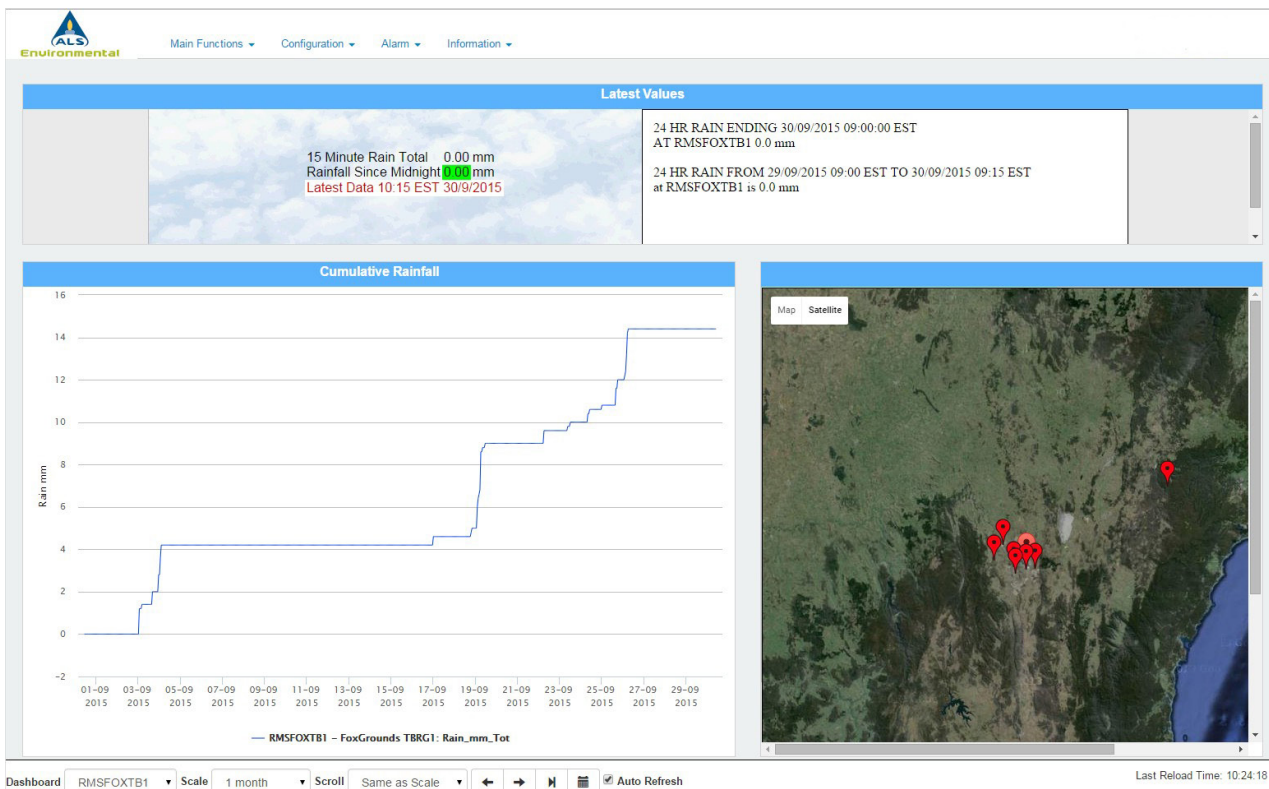 ALS
Environmental
Main Functions
Configuration
Alarm
Information
Latest Values
15 Minute Rain Total 0.00 mm
Rainfall Since Midnight 0.00 mm
Latest Data 10:15 EST 30/9/2015
24 HR RAIN ENDING 30/09/2015 09:00:00 EST
AT RMSFOXTB1 0.0 mm
24 HR RAIN FROM 29/09/2015 09:00 EST TO 30/09/2015 09:15 EST
at RMSFOXTB1 is 0.0 mm
Cumulative Rainfall
16
14
12
10
8
6
4
2
0
-2
Rain mm
01-09 03-09 05-09 07-09 09-09 11-09 13-09 15-09 17-09 19-09 21-09 23-09 25-09 27-09 29-09
2015 2015 2015 2015 2015 2015 2015 2015 2015 2015 2015 2015 2015 2015 2015
RMSFOXTB1 - FoxGrounds TBRG1: Rain_mm_Tot
Map Satellite
Dashboard RMSFOXTB1 Scale 1 month Scroll Same as Scale Auto Refresh
Last Reload Time: 10:24:18